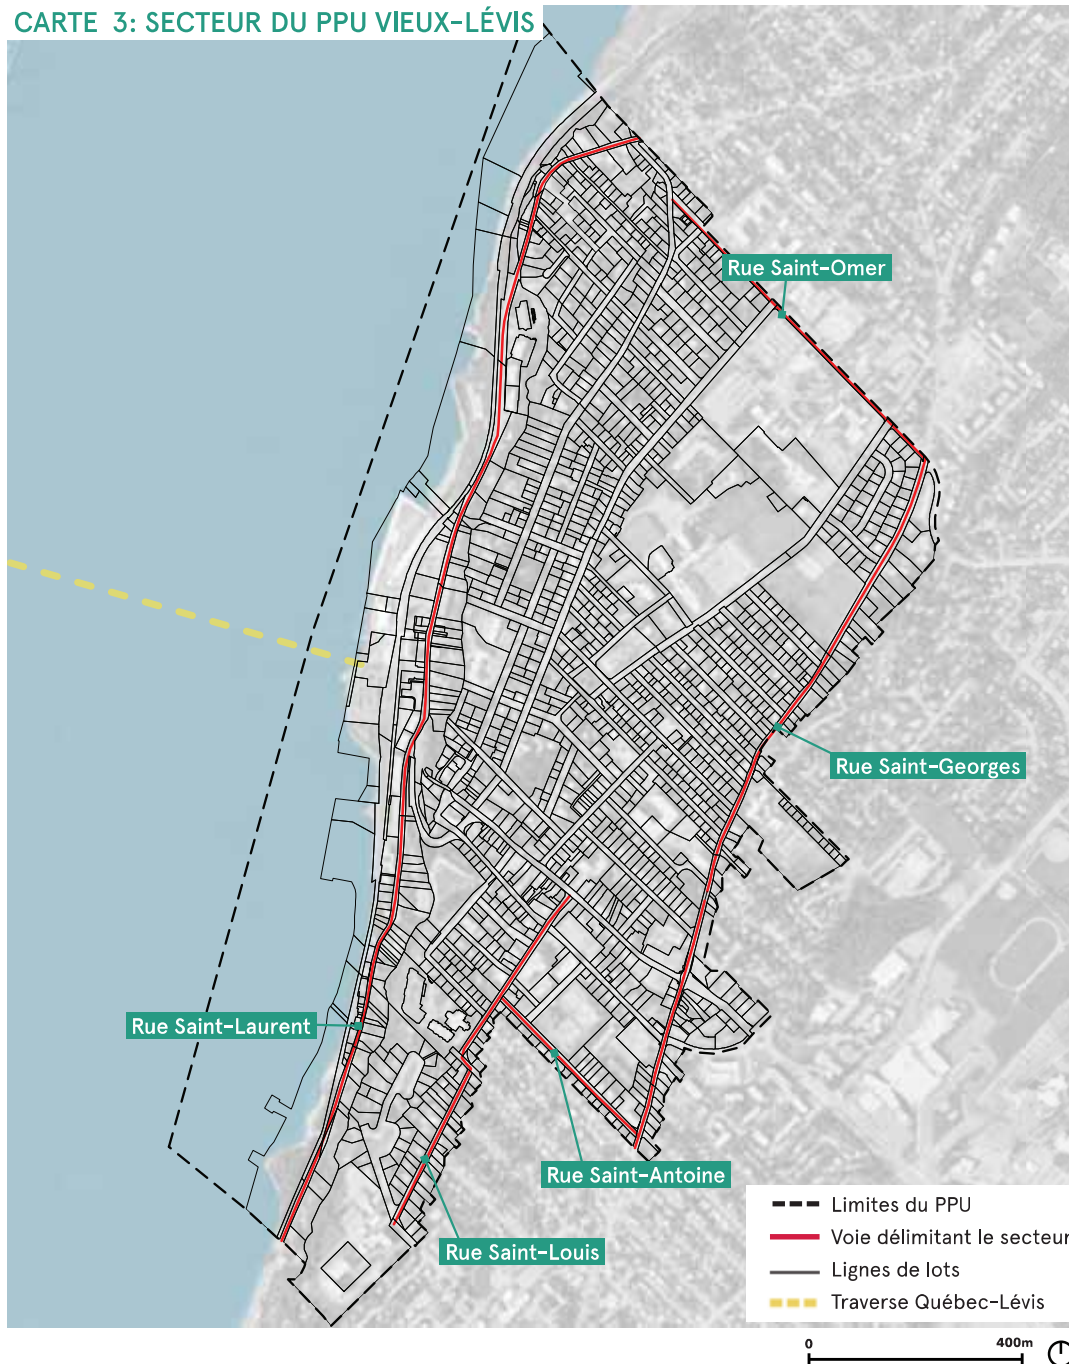 CARTE 3: SECTEUR DU PPU VIEUX-LÉVIS
Rue Saint-Omer
Rue Saint-Georges
Rue Saint-Laurent
Rue Saint-Antoine
Rue Saint-Louis
Limites du PPU
Voie délimitant le secteur
Lignes de lots
Traverse Québec-Lévis
0 400m